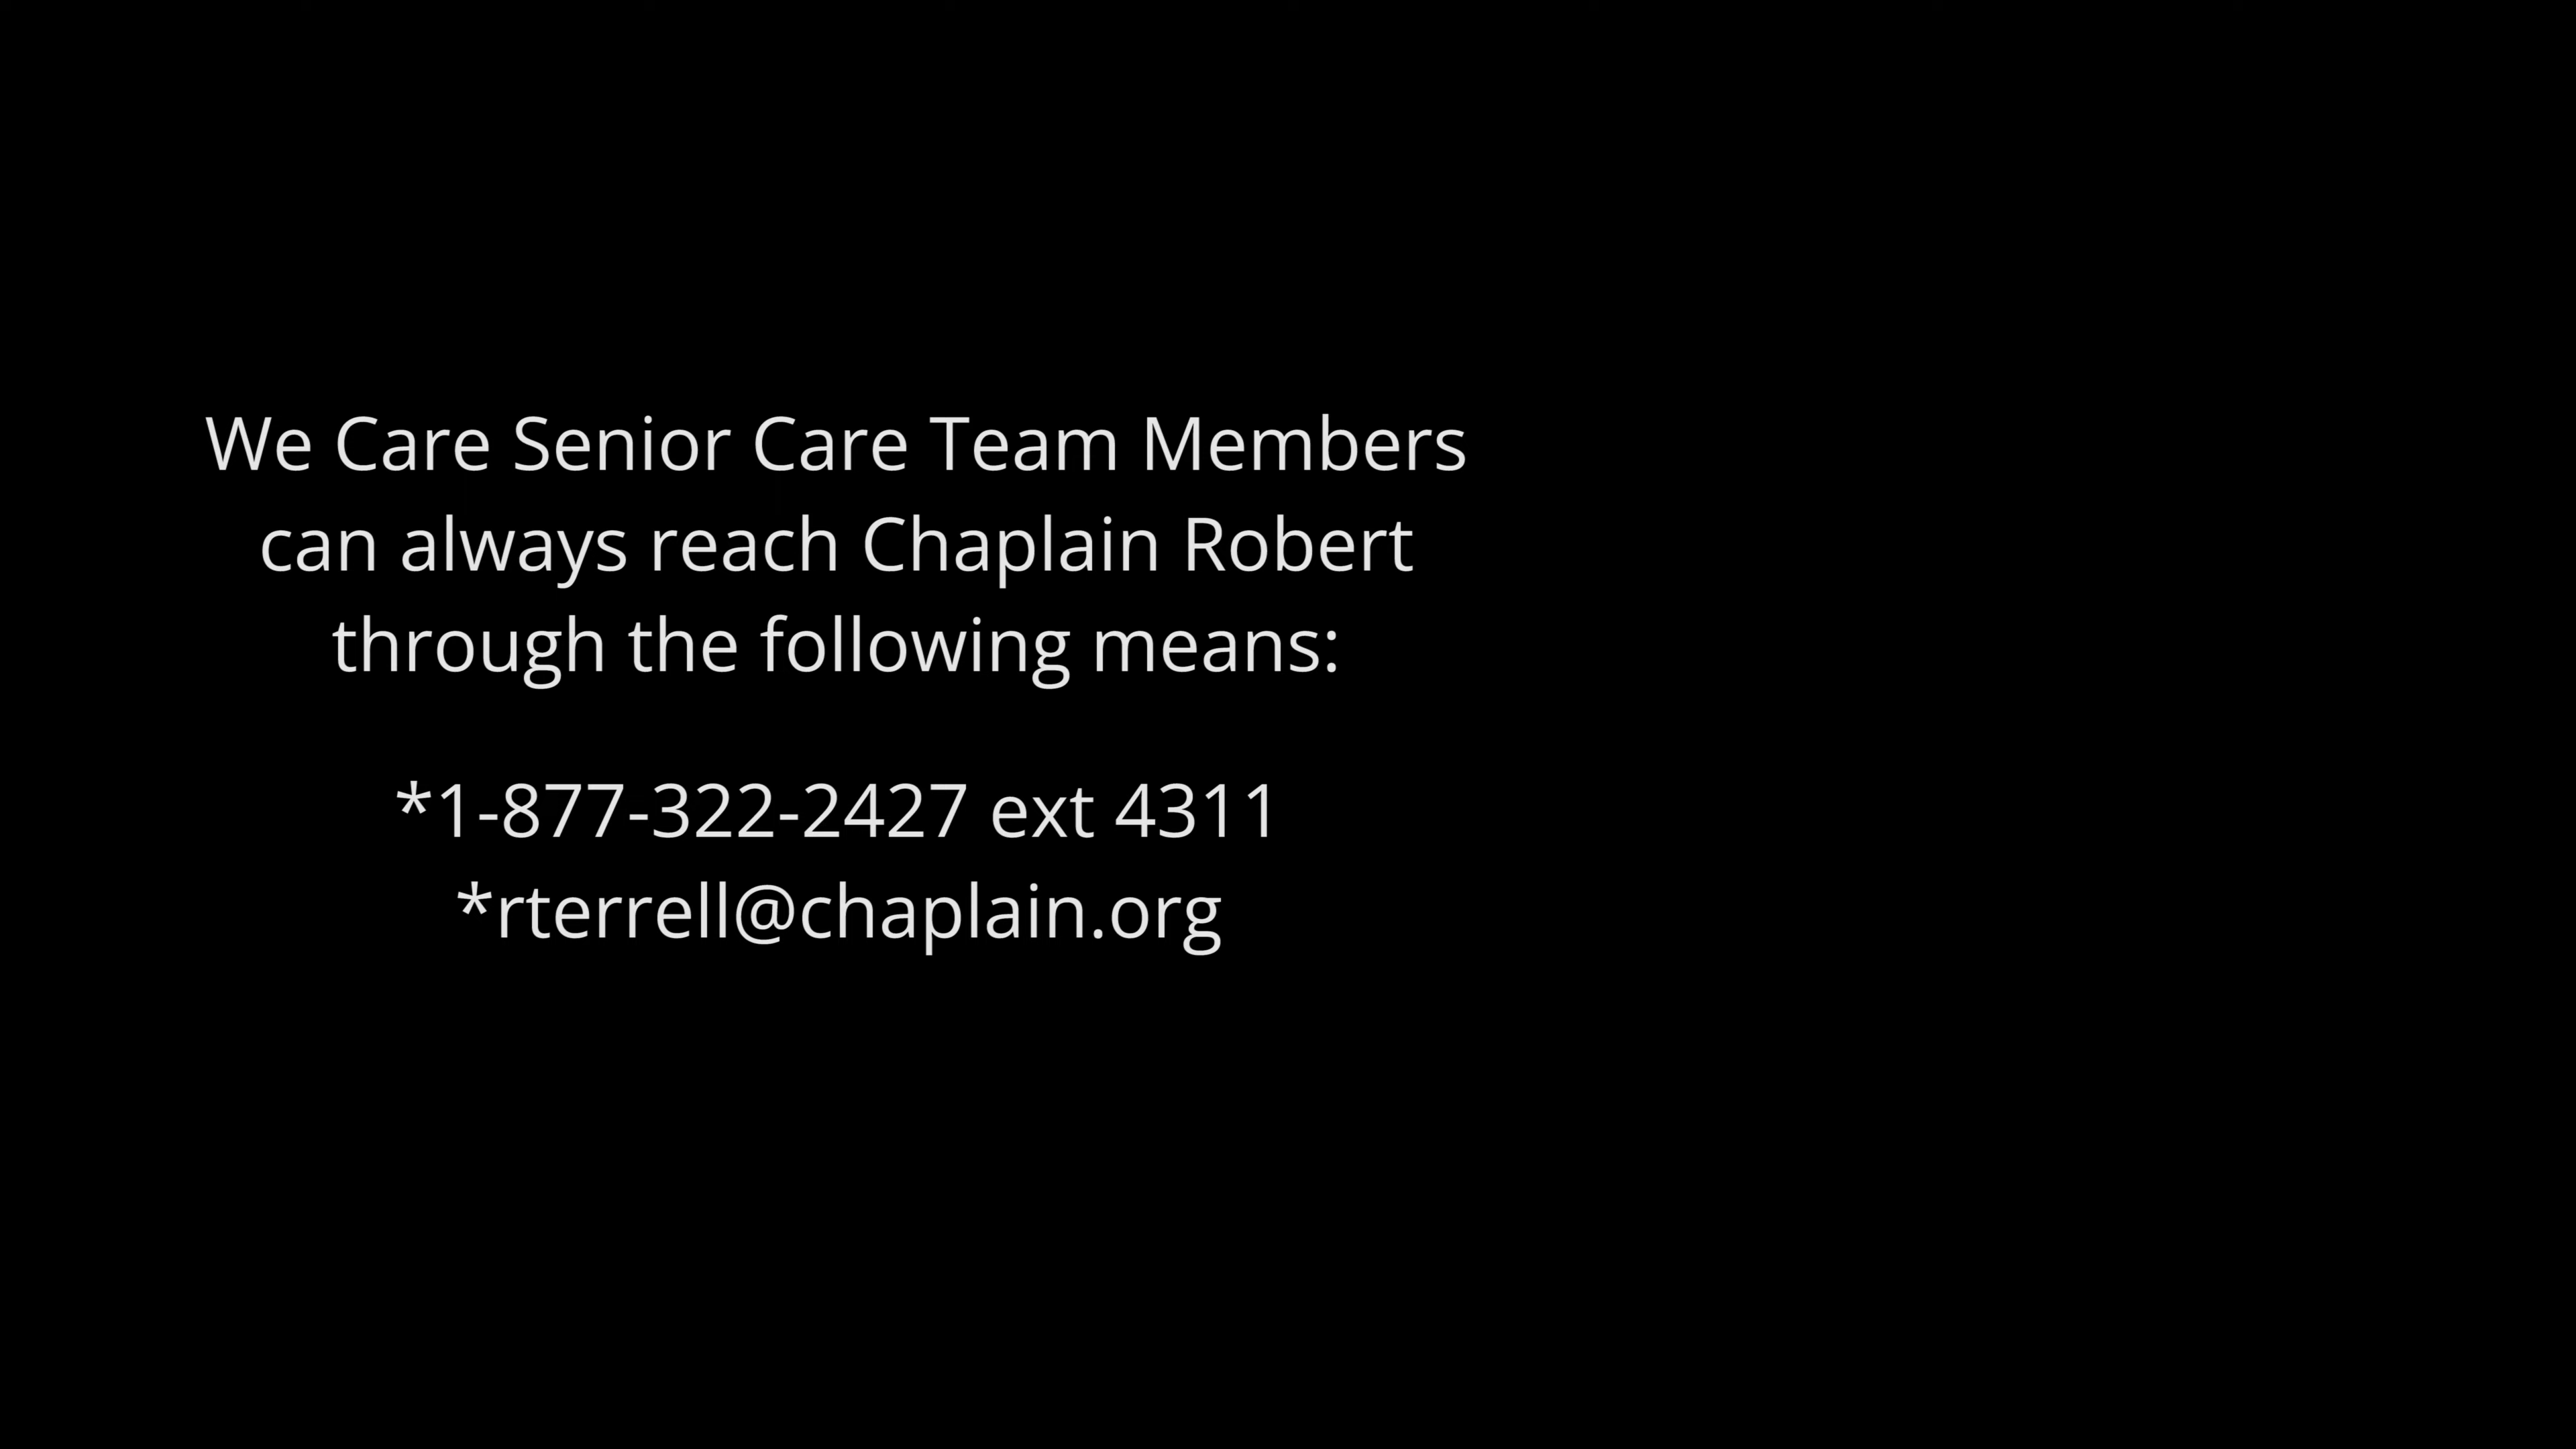 We Care Senior Care Team Members
can always reach Chaplain Robert
through the following means:
*1-877-322-2427 ext 4311
*rterrell@chaplain.org